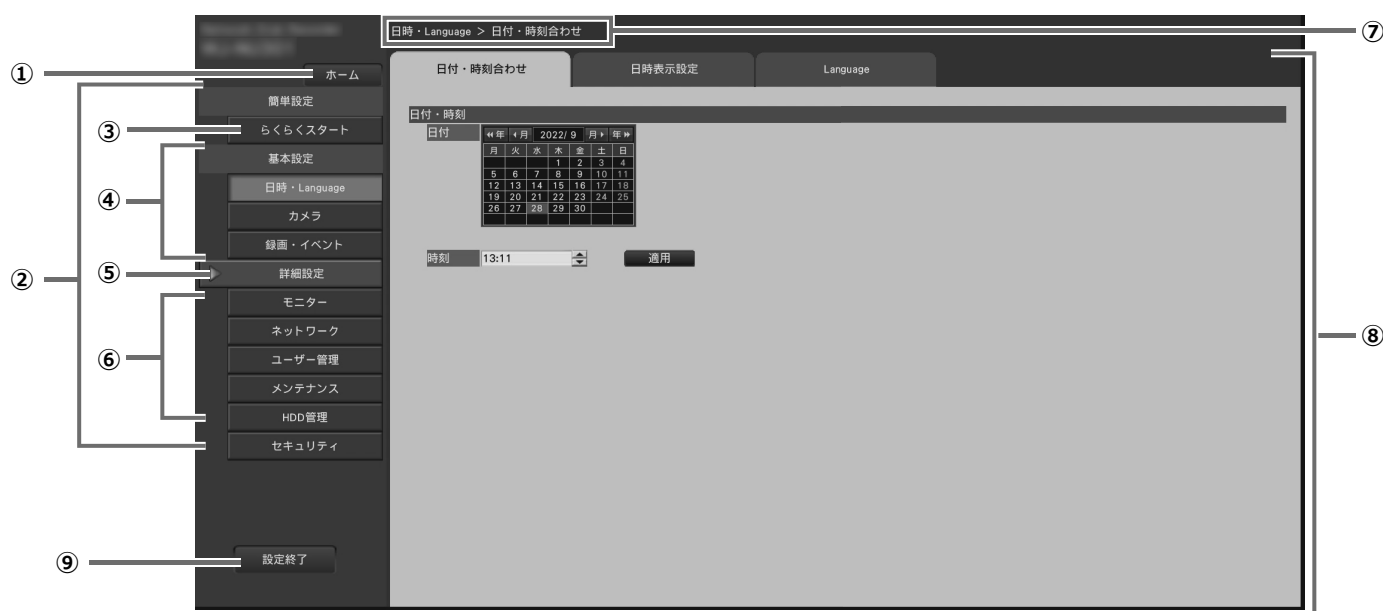 日時・Language > 日付・時刻合わせ
⑦
① ホーム
日付・時刻合わせ 日時表示設定 Language
②
簡単設定
③ らくらくスタート
基本設定
④
日時・Language
カメラ
録画・イベント
⑤ 詳細設定
⑥
モニター
ネットワーク
ユーザー管理
メンテナンス
HDD管理
セキュリティ
⑨ 設定終了
日付・時刻
日付
年 月 2022/ 9 月 年
月 火 水 木 金 土 日
1 2 3 4
5 6 7 8 9 10 11
12 13 14 15 16 17 18
19 20 21 22 23 24 25
26 27 28 29 30
時刻 13:11 適用
⑧